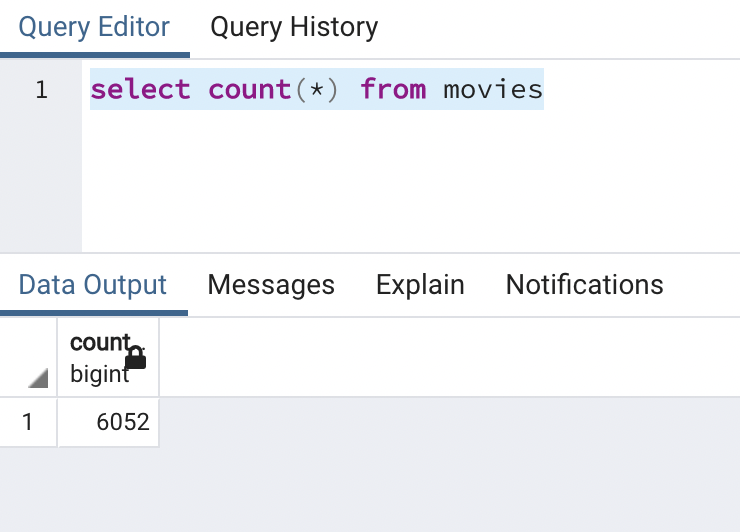 Query Editor Query History
1 select count(*) from movies
Data Output Messages Explain Notifications
count
bigint
1 6052